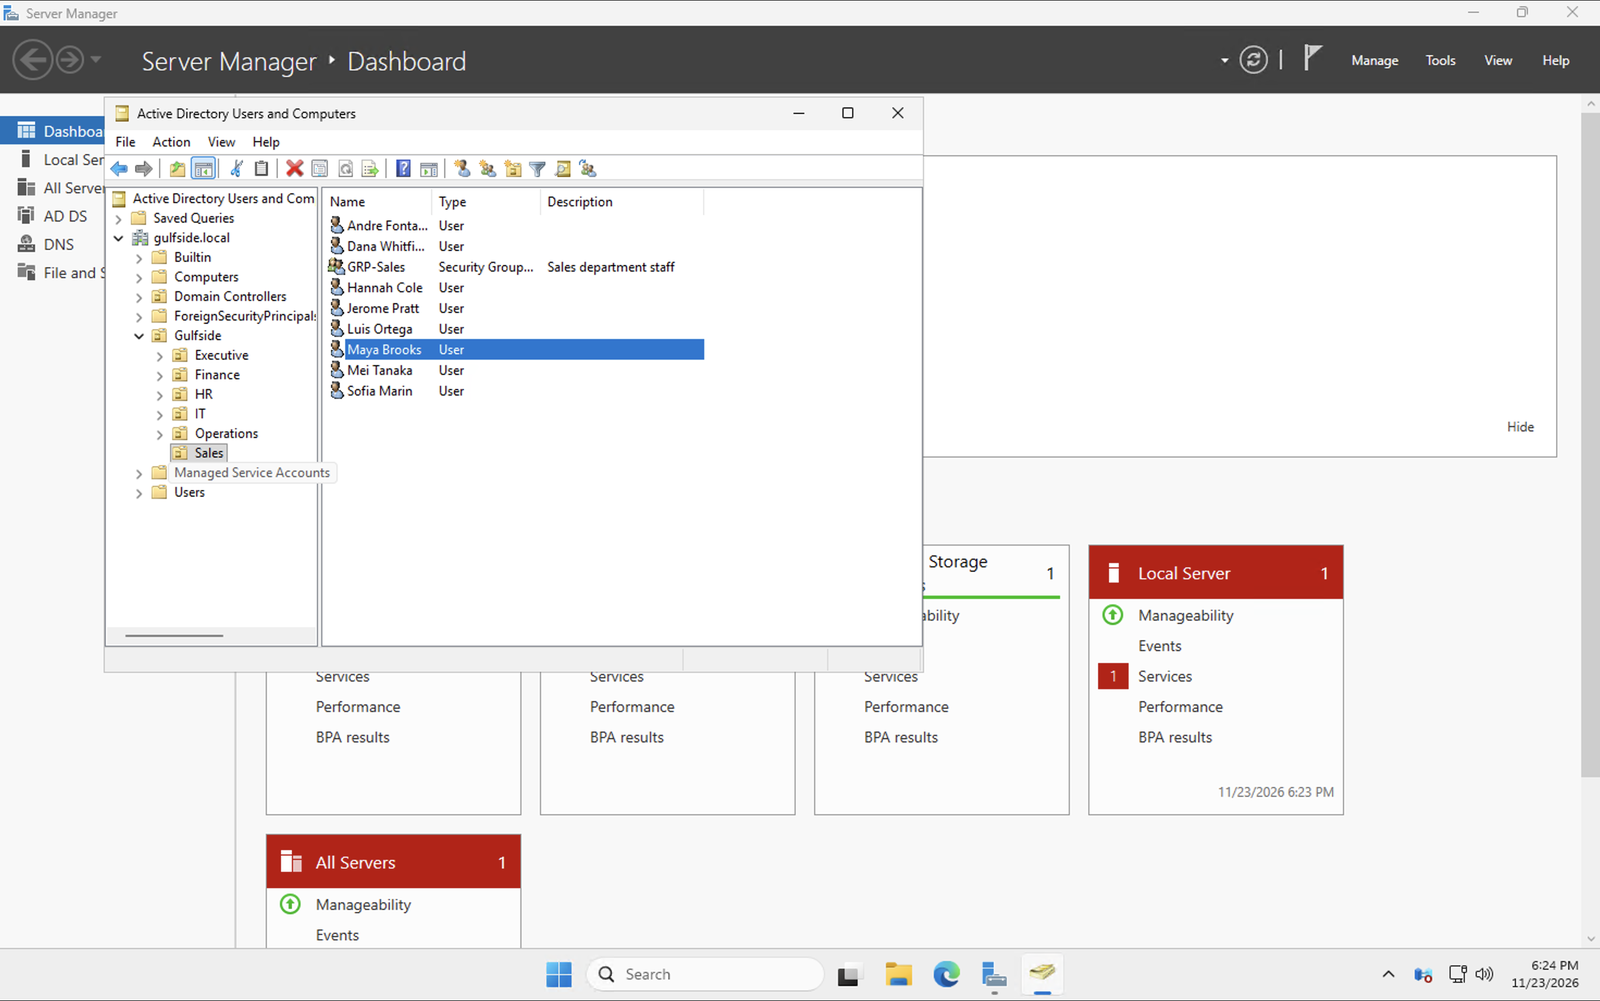 Server Manager
Server Manager ‣ Dashboard
Manage Tools View Help
Dashboa
Local Ser
All Server
AD DS
DNS
File and S
Active Directory Users and Computers
File Action View Help
Active Directory Users and Com
Saved Queries
gulfside.local
Builtin
Computers
Domain Controllers
ForeignSecurityPrincipals
Gulfside
Executive
Finance
HR
IT
Operations
Sales
Managed Service Accounts
Users
Name Type Description
Andre Fonta... User
Dana Whitfi... User
GRP-Sales Security Group... Sales department staff
Hannah Cole User
Jerome Pratt User
Luis Ortega User
Maya Brooks User
Mei Tanaka User
Sofia Marin User
Hide
Services
Performance
BPA results
Services
Performance
BPA results
Storage 1
s
ability
Services
Performance
BPA results
Local Server 1
Manageability
Events
1 Services
Performance
BPA results
11/23/2026 6:23 PM
All Servers 1
Manageability
Events
Search
6:24 PM
11/23/2026